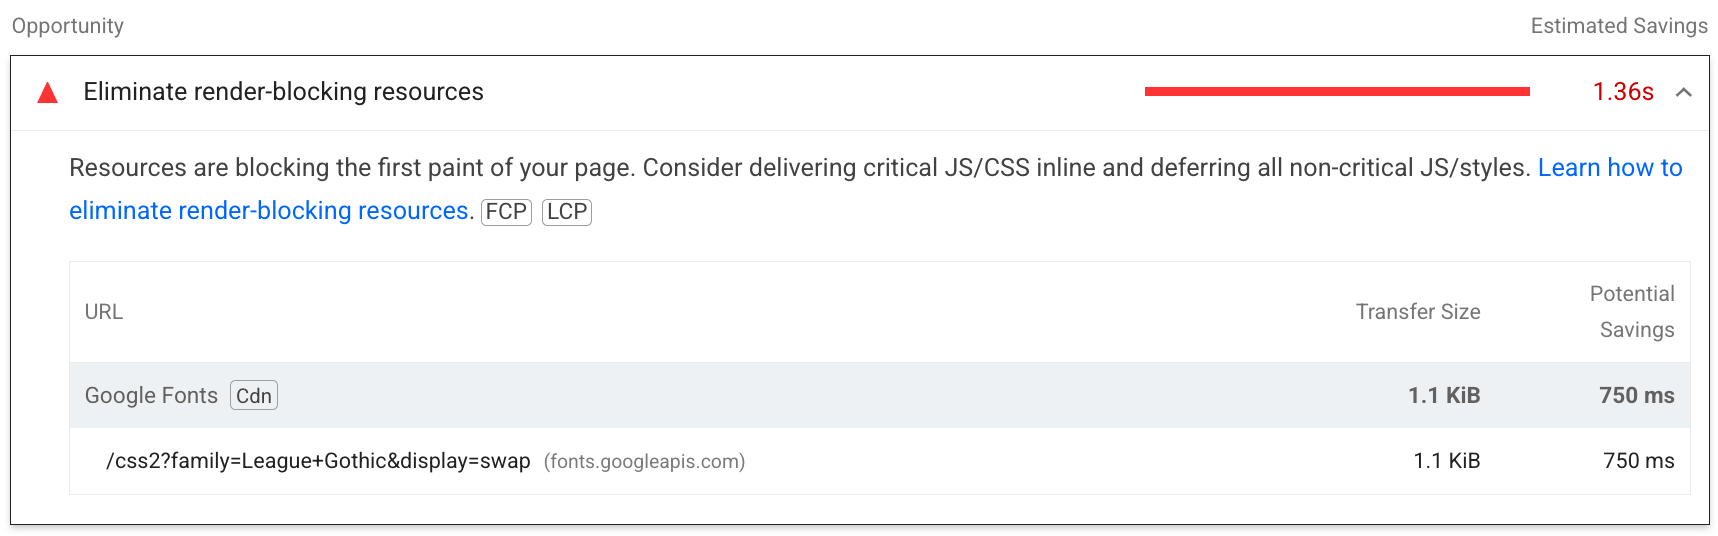 Opportunity Estimated Savings
Eliminate render-blocking resources 1.36s
Resources are blocking the first paint of your page. Consider delivering critical JS/CSS inline and deferring all non-critical JS/styles. Learn how to
eliminate render-blocking resources. FCP LCP
URL Transfer Size Potential
Savings
Google Fonts Cdn 1.1 KiB 750 ms
/css2?family=League+Gothic&display=swap (fonts.googleapis.com) 1.1 KiB 750 ms